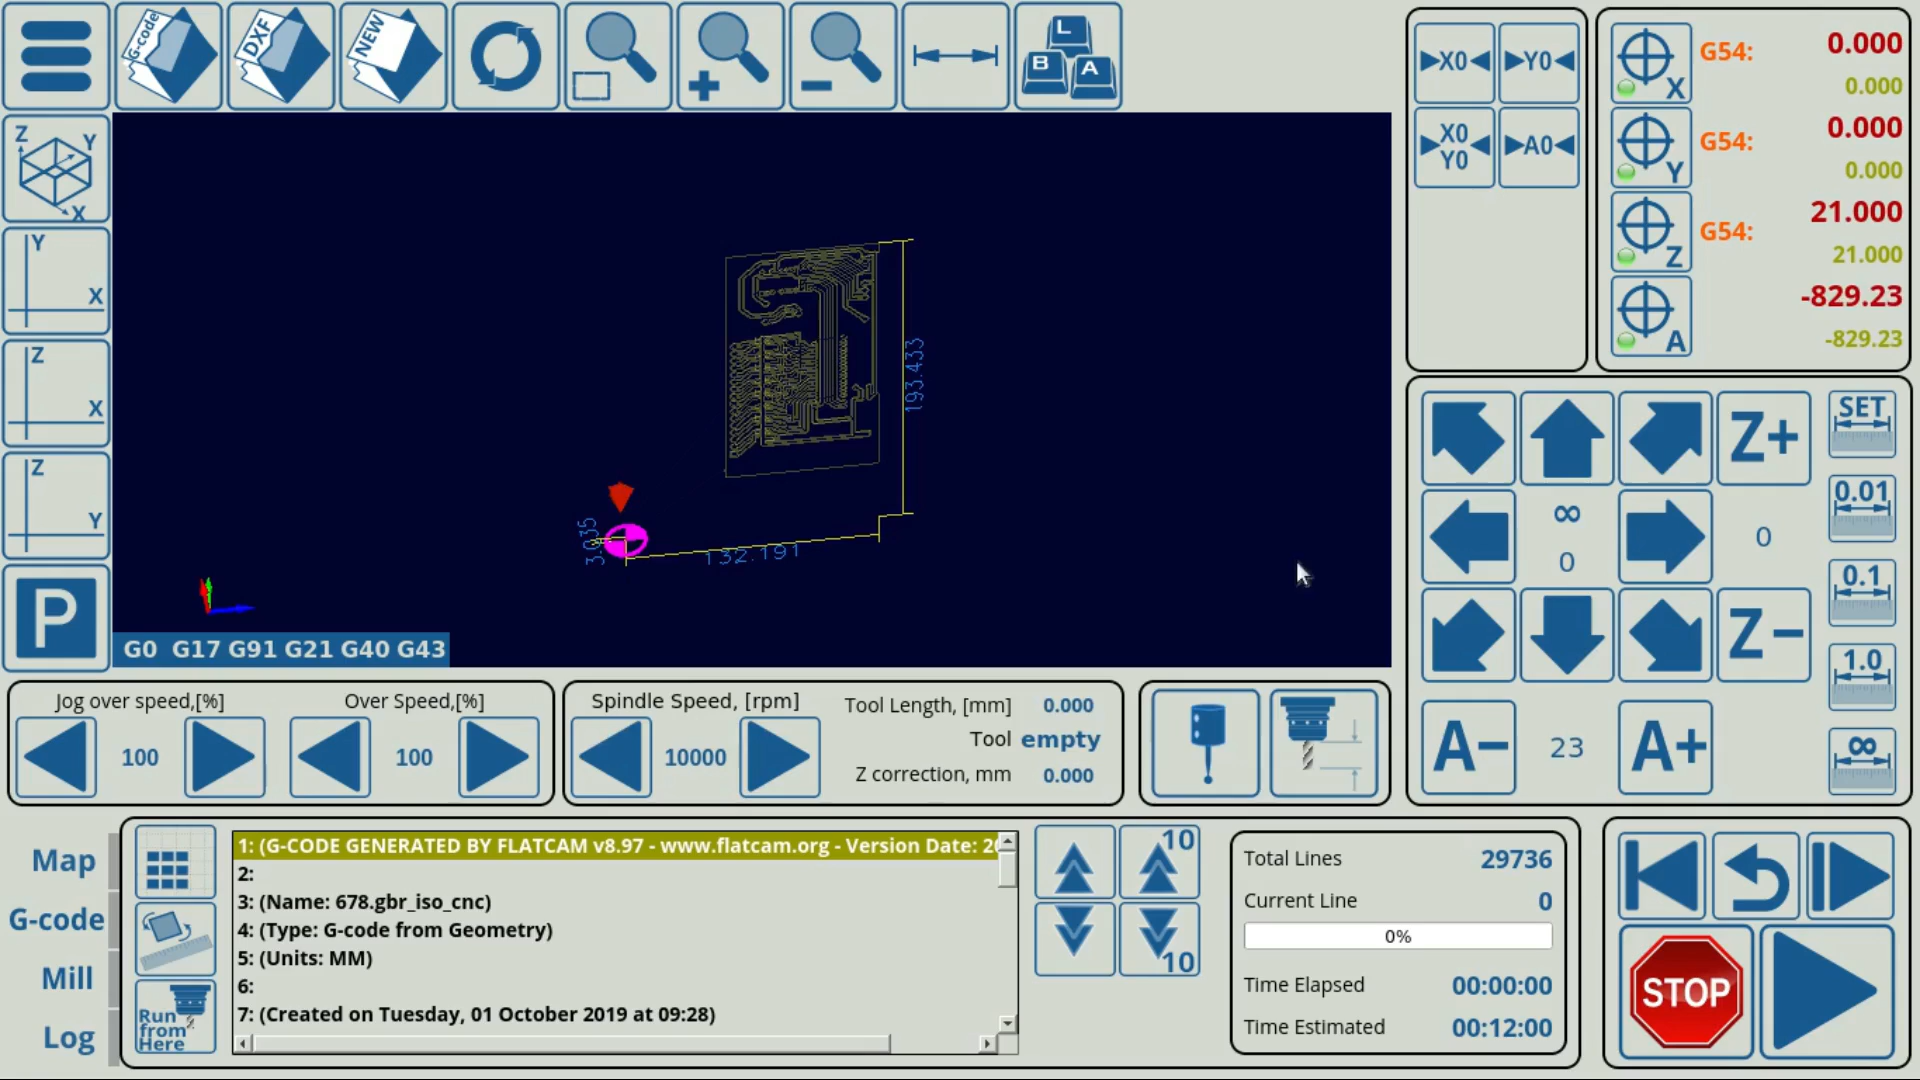 G-code
DXF
NEW
L
B A
X0
Y0
X0
Y0
A0
X
G54: 0.000
0.000
Y
G54: 0.000
0.000
Z
G54: 21.000
21.000
A
-829.23
-829.23
Z Y
X
Y
X
Z
X
Z
Y
P
193.433
3.035
132.191
G0 G17 G91 G21 G40 G43
Z+
SET
∞
0
0
0.01
0.1
Z-
1.0
A-
23
A+
∞
Jog over speed,[%]
100
Over Speed,[%]
100
Spindle Speed, [rpm]
10000
Tool Length, [mm] 0.000
Tool empty
Z correction, mm 0.000
Map
G-code
Mill
Log
Run
from
Here
1: (G-CODE GENERATED BY FLATCAM v8.97 - www.flatcam.org - Version Date: 20
2:
3: (Name: 678.gbr_iso_cnc)
4: (Type: G-code from Geometry)
5: (Units: MM)
6:
7: (Created on Tuesday, 01 October 2019 at 09:28)
10
10
Total Lines 29736
Current Line 0
0%
Time Elapsed 00:00:00
Time Estimated 00:12:00
STOP